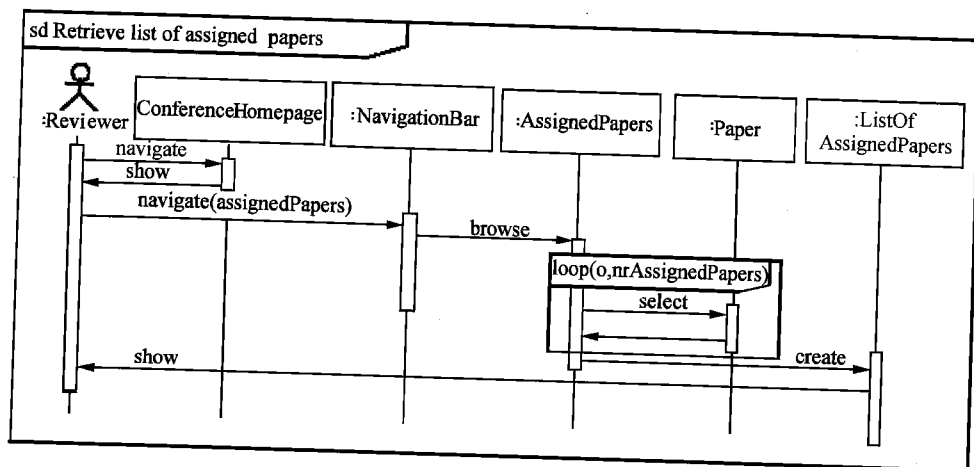 sd Retrieve list of assigned papers
:Reviewer
ConferenceHomepage
:NavigationBar
:AssignedPapers
:Paper
:ListOf
AssignedPapers
navigate
show
navigate(assignedPapers)
browse
loop(o,nrAssignedPapers)
select
create
show